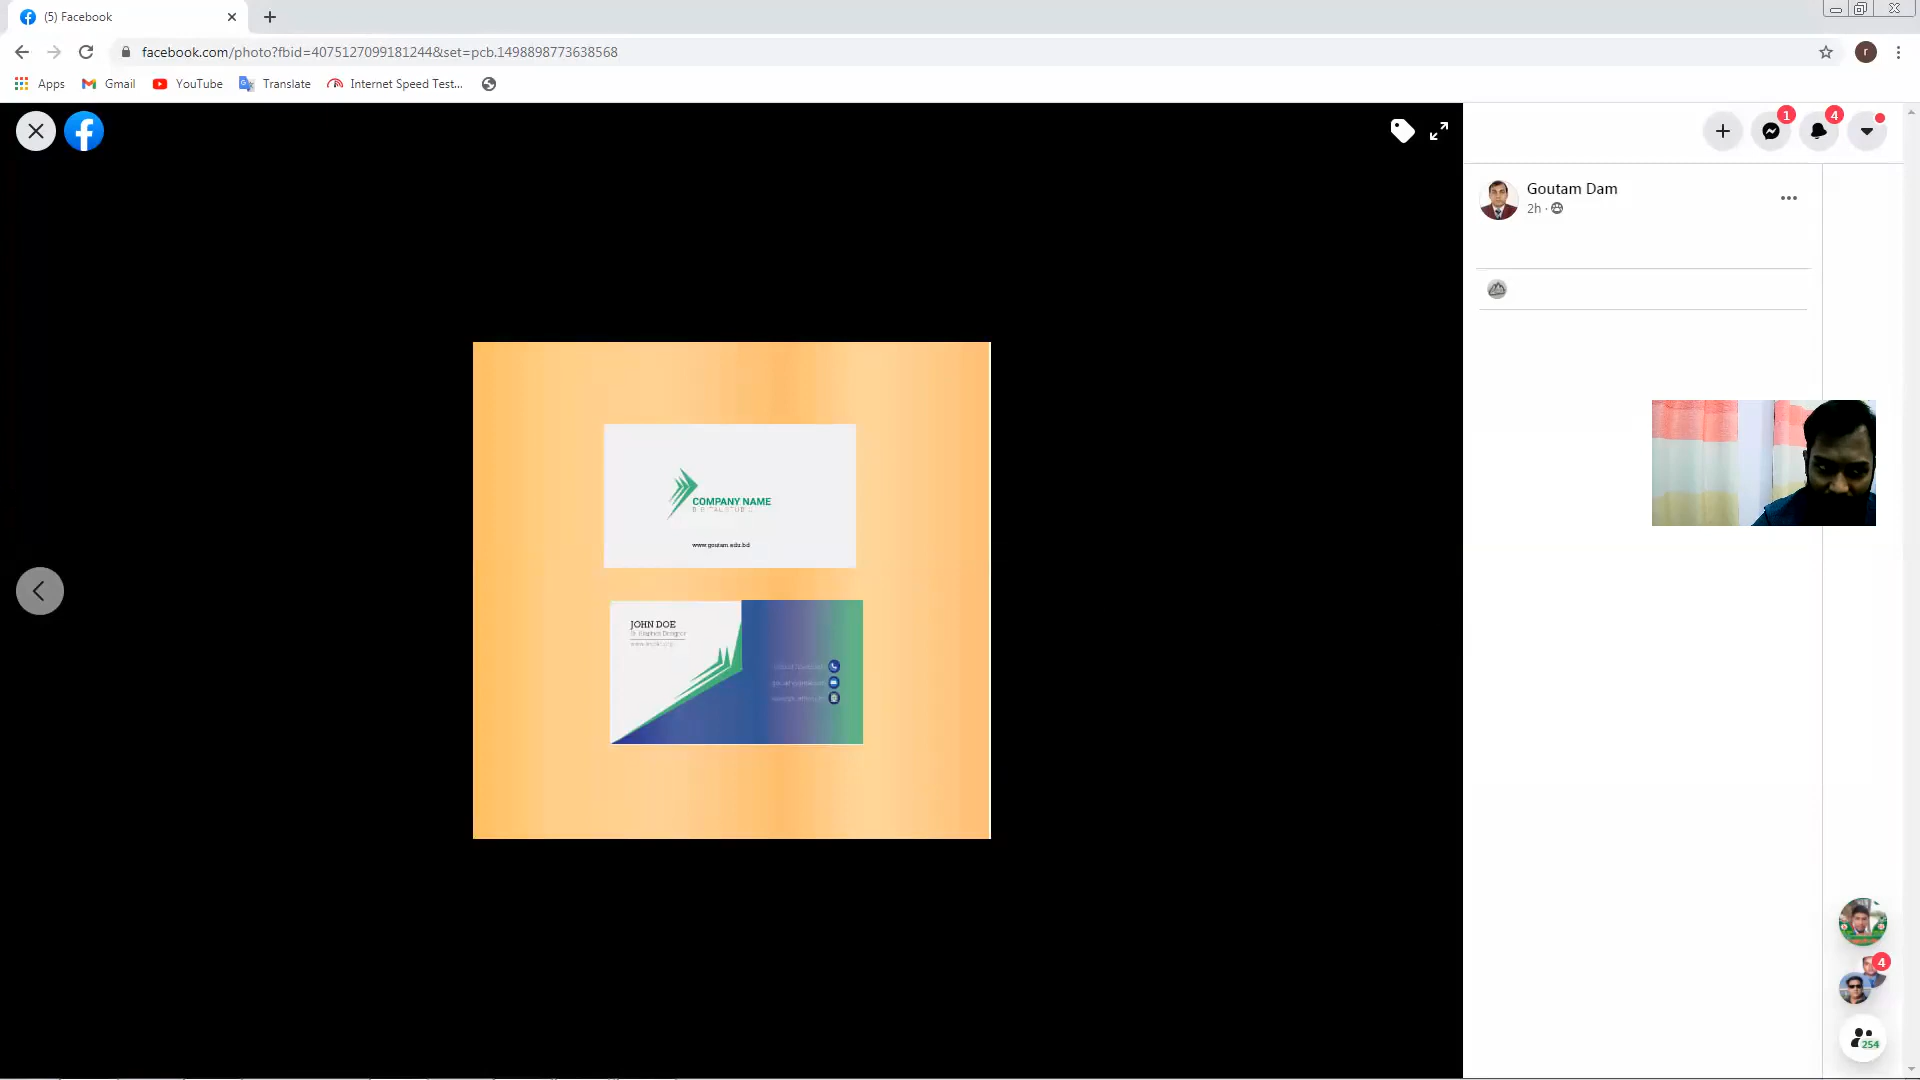 (5) Facebook
facebook.com/photo?fbid=4075127099181244&set=pcb.1498898773638568
r
Apps
Gmail
YouTube
Translate
Internet Speed Test...
1
4
Goutam Dam
2h ·
COMPANY NAME
www.goutam.edu.bd
JOHN DOE
Designer
4
254